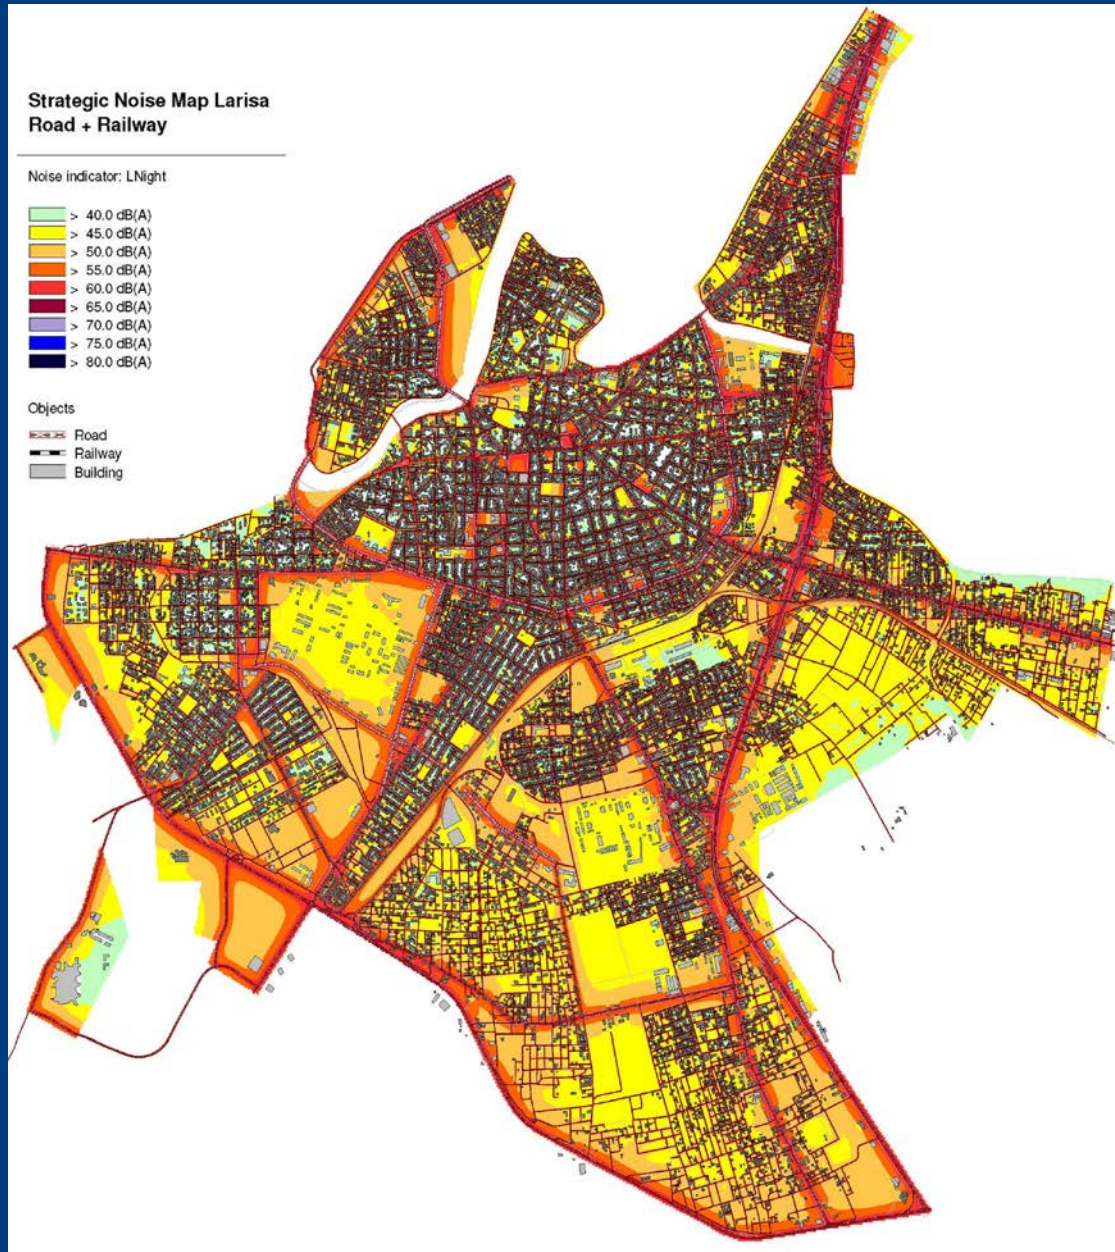 Strategic Noise Map Larisa
Road + Railway
Noise indicator: LNight
> 40.0 dB(A)
> 45.0 dB(A)
> 50.0 dB(A)
> 55.0 dB(A)
> 60.0 dB(A)
> 65.0 dB(A)
> 70.0 dB(A)
> 75.0 dB(A)
> 80.0 dB(A)
Objects
Road
Railway
Building